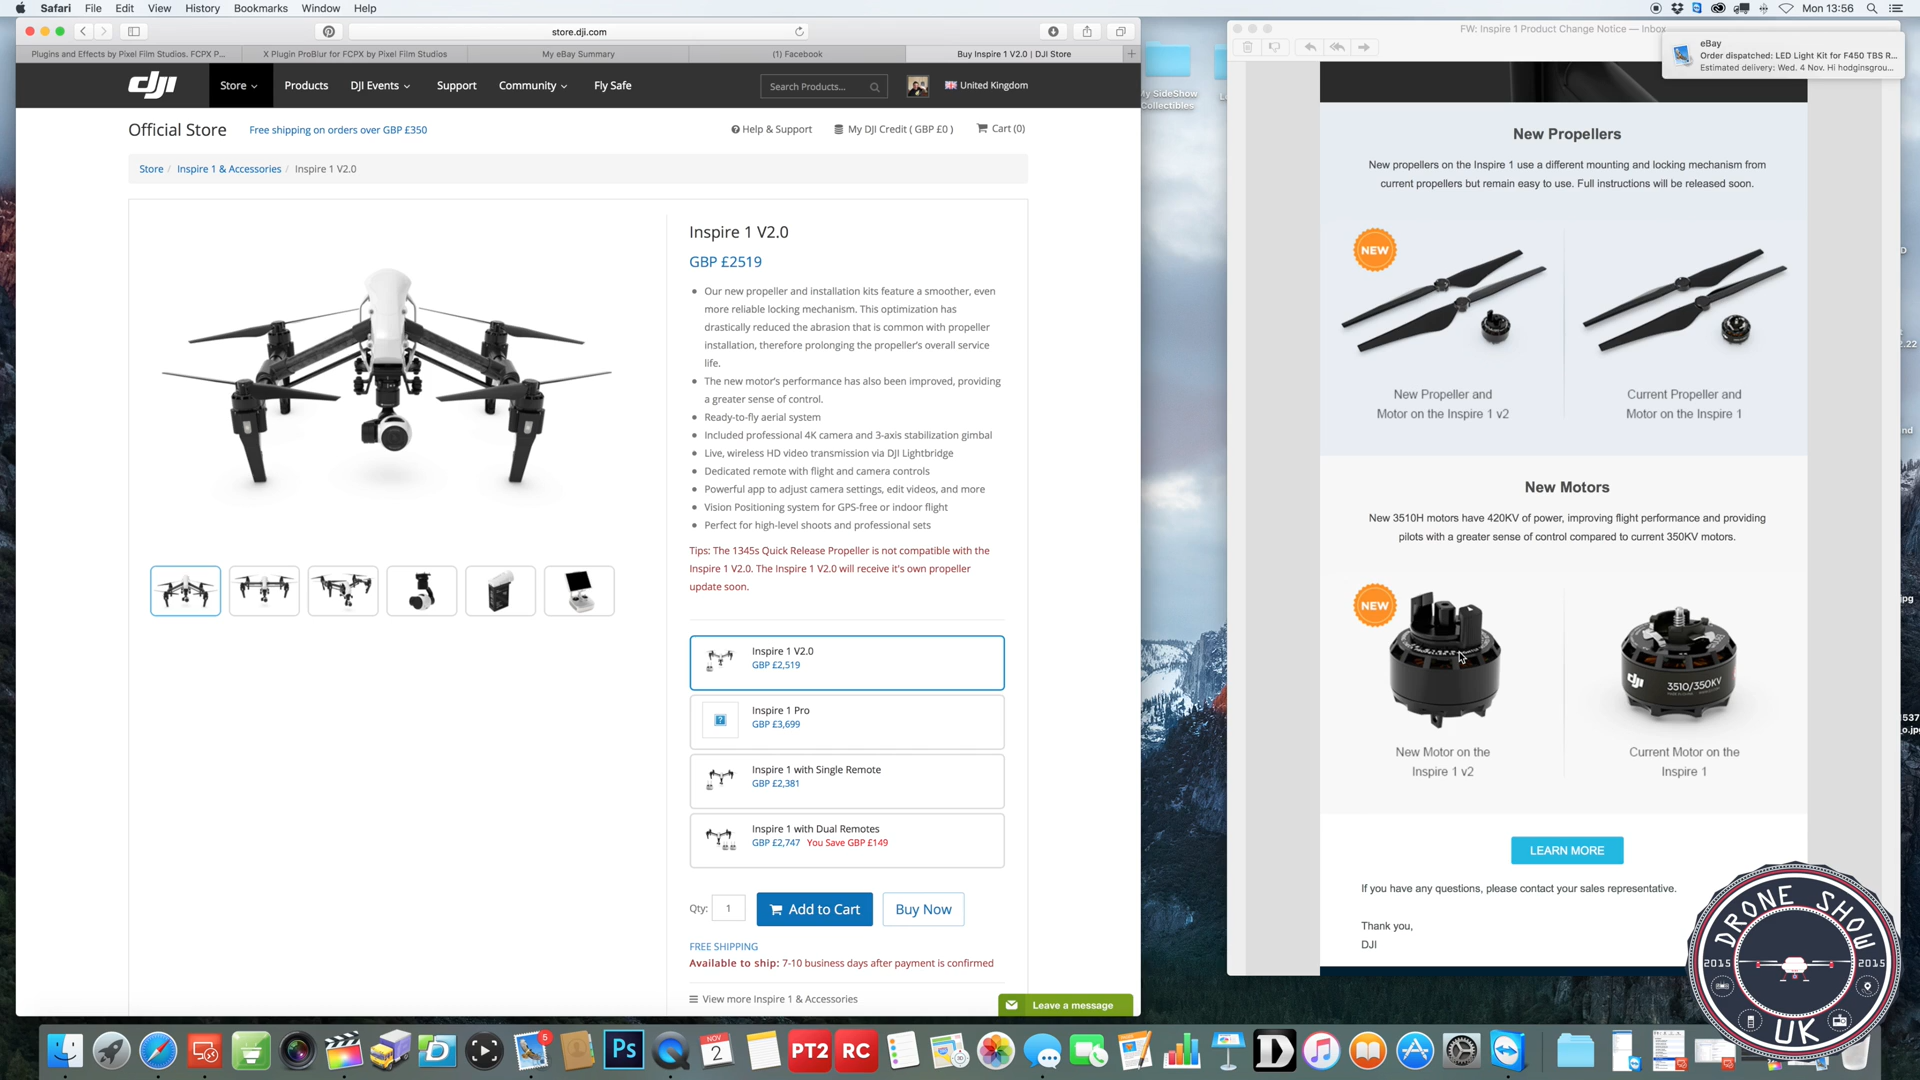 Safari File Edit View History Bookmarks Window Help
Mon 13:56
store.dji.com
Plugins and Effects by Pixel Film Studios. FCPX P...
X Plugin ProBlur for FCPX by Pixel Film Studios
My eBay Summary
(1) Facebook
Buy Inspire 1 V2.0 | DJI Store
dji
Store
Products
DJI Events
Support
Community
Fly Safe
Search Products...
United Kingdom
Official Store
Free shipping on orders over GBP £350
Help & Support
My DJI Credit ( GBP £0 )
Cart (0)
Store / Inspire 1 & Accessories / Inspire 1 V2.0
Inspire 1 V2.0
GBP £2519
Our new propeller and installation kits feature a smoother, even
more reliable locking mechanism. This optimization has
drastically reduced the abrasion that is common with propeller
installation, therefore prolonging the propeller's overall service
life.
The new motor's performance has also been improved, providing
a greater sense of control.
Ready-to-fly aerial system
Included professional 4K camera and 3-axis stabilization gimbal
Live, wireless HD video transmission via DJI Lightbridge
Dedicated remote with flight and camera controls
Powerful app to adjust camera settings, edit videos, and more
Vision Positioning system for GPS-free or indoor flight
Perfect for high-level shoots and professional sets
Tips: The 1345s Quick Release Propeller is not compatible with the
Inspire 1 V2.0. The Inspire 1 V2.0 will receive it's own propeller
update soon.
Inspire 1 V2.0
GBP £2,519
Inspire 1 Pro
GBP £3,699
Inspire 1 with Single Remote
GBP £2,381
Inspire 1 with Dual Remotes
GBP £2,747 You Save GBP £149
Qty: 1
Add to Cart
Buy Now
FREE SHIPPING
Available to ship: 7-10 business days after payment is confirmed
View more Inspire 1 & Accessories
Leave a message
My SideShow
Collectibles
FW: Inspire 1 Product Change Notice — Inbox
eBay
Order dispatched: LED Light Kit for F450 TBS R...
Estimated delivery: Wed. 4 Nov. Hi hodginsgrou...
New Propellers
New propellers on the Inspire 1 use a different mounting and locking mechanism from
current propellers but remain easy to use. Full instructions will be released soon.
NEW
New Propeller and
Motor on the Inspire 1 v2
Current Propeller and
Motor on the Inspire 1
New Motors
New 3510H motors have 420KV of power, improving flight performance and providing
pilots with a greater sense of control compared to current 350KV motors.
NEW
dji
3510/350KV
New Motor on the
Inspire 1 v2
Current Motor on the
Inspire 1
LEARN MORE
If you have any questions, please contact your sales representative.
Thank you,
DJI
DRONE SHOW
2015
2015
UK
5
Ps
NOV
2
PT2
RC